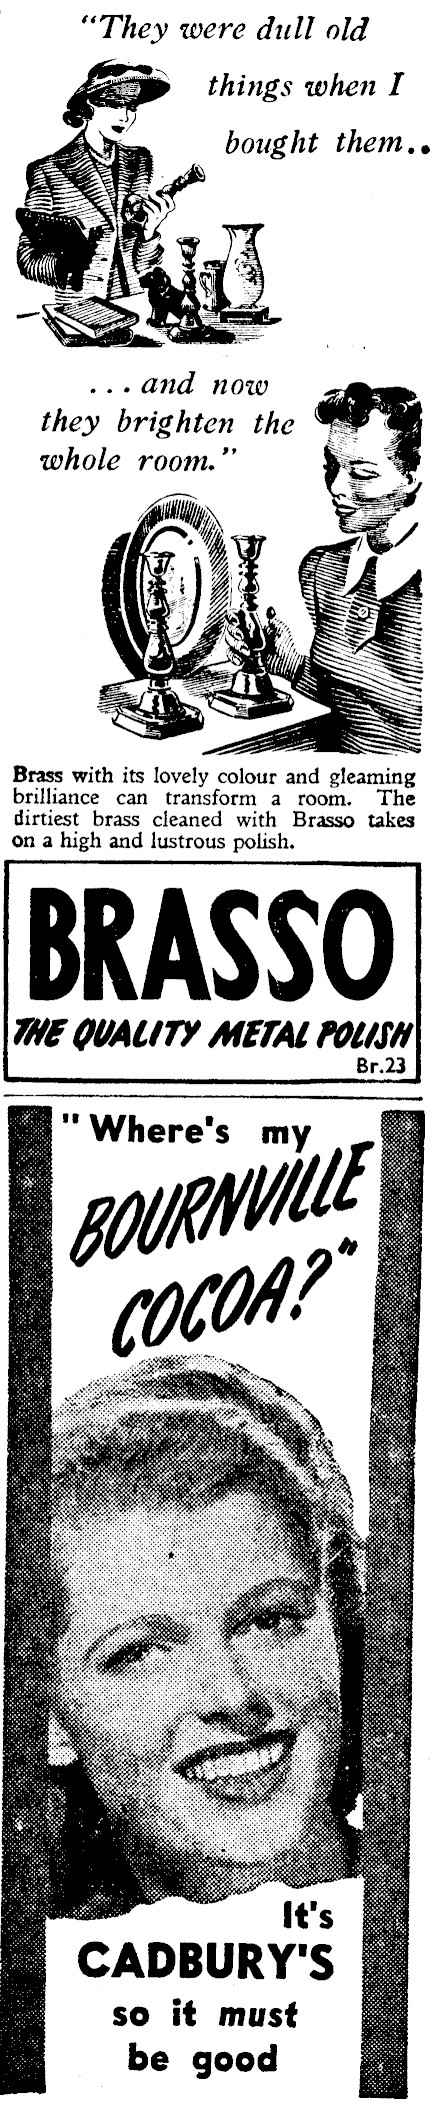 "They were dull old
things when I
bought them..
...and now
they brighten the
whole room."
Brass with its lovely colour and gleaming
brilliance can transform a room. The
dirtiest brass cleaned with Brasso takes
on a high and lustrous polish.
BRASSO
THE QUALITY METAL POLISH
Br.23
"Where's my
BOURNVILLE
COCOA?"
It's
CADBURY'S
so it must
be good